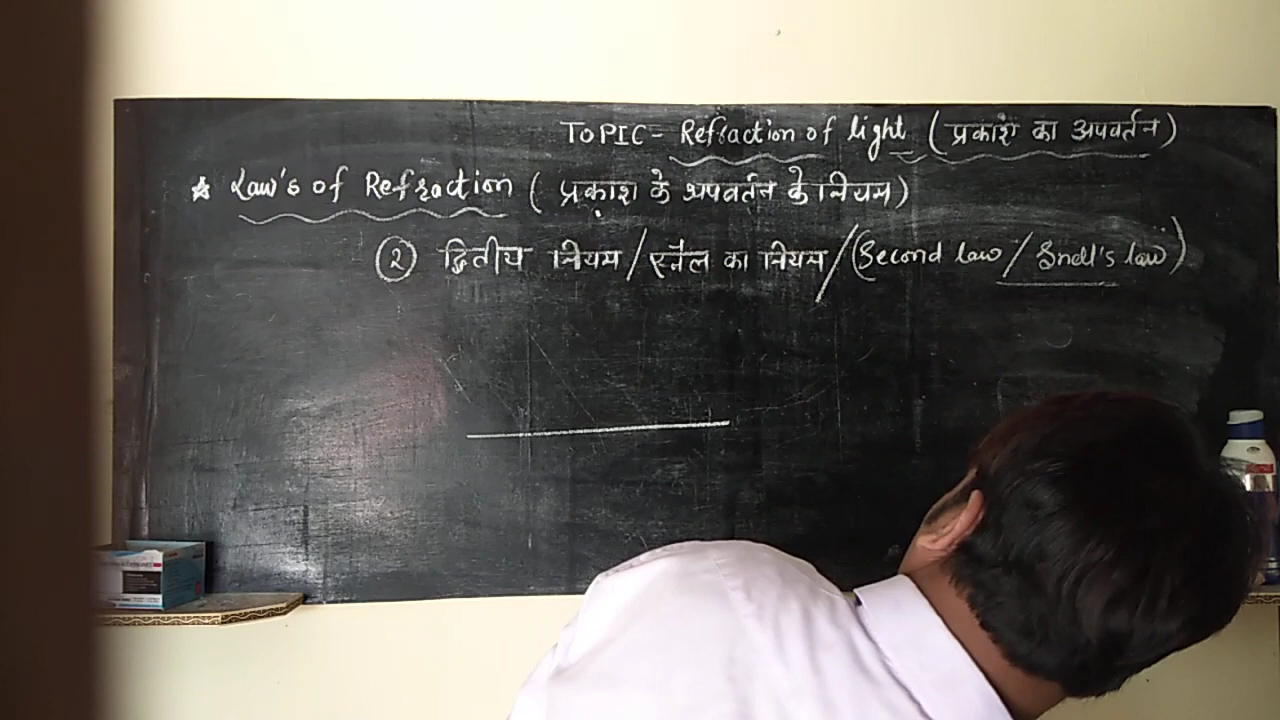 TOPIC- Refraction of light (प्रकाश का अपवर्तन)
☆ Law's of Refraction ( प्रकाश के अपवर्तन के नियम)
② द्वितीय नियम/स्नैल का नियम/(Second law / Snell's law)